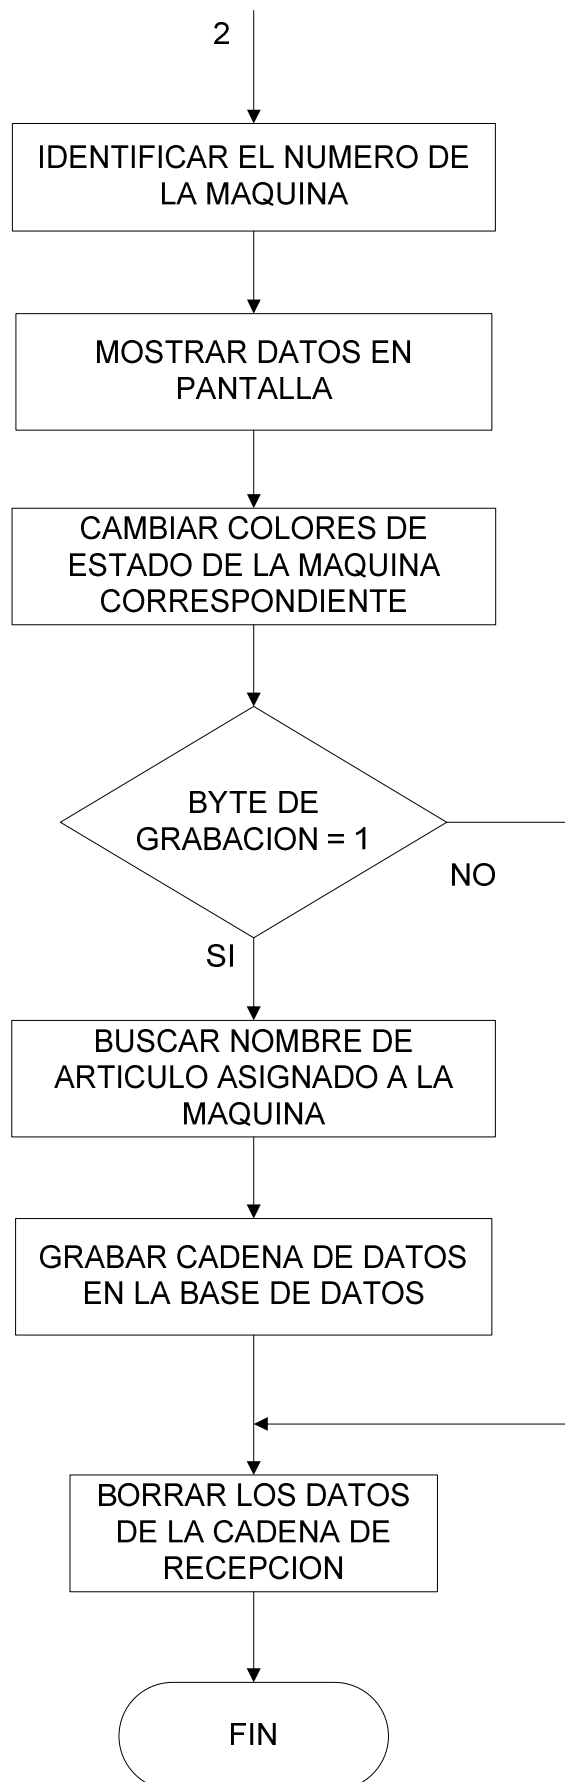 2
IDENTIFICAR EL NUMERO DE
LA MAQUINA
MOSTRAR DATOS EN
PANTALLA
CAMBIAR COLORES DE
ESTADO DE LA MAQUINA
CORRESPONDIENTE
BYTE DE
GRABACION = 1
NO
SI
BUSCAR NOMBRE DE
ARTICULO ASIGNADO A LA
MAQUINA
GRABAR CADENA DE DATOS
EN LA BASE DE DATOS
BORRAR LOS DATOS
DE LA CADENA DE
RECEPCION
FIN